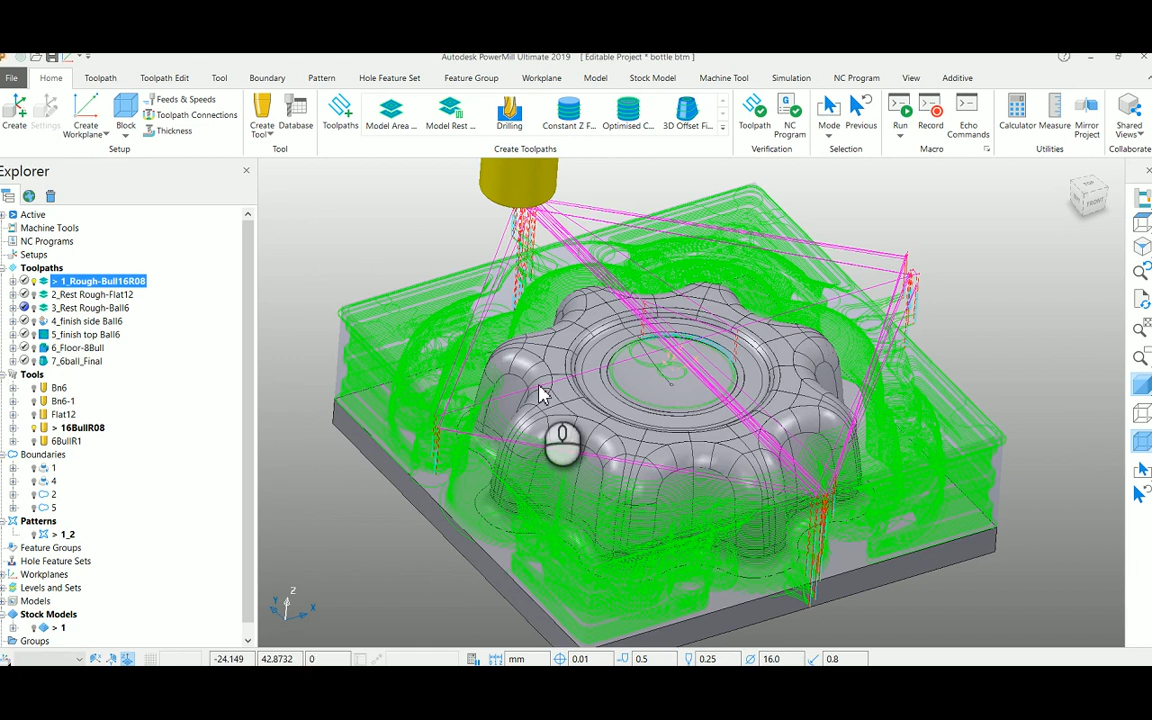 Autodesk PowerMill Ultimate 2019 [ Editable Project * bottle btm ]
File Home Toolpath Toolpath Edit Tool Boundary Pattern Hole Feature Set Feature Group Workplane Model Stock Model Machine Tool Simulation NC Program View Additive
Create Settings Create Workplane Block Feeds & Speeds
Toolpath Connections
Thickness
Create Tool Database Toolpaths Model Area ... Model Rest ... Drilling Constant Z F... Optimised C... 3D Offset Fi... Toolpath NC Program Mode Previous Run Record Echo Commands Calculator Measure Mirror Project Shared Views
Setup Tool Create Toolpaths Verification Selection Macro Utilities Collaborate
Explorer
Active
Machine Tools
NC Programs
Setups
Toolpaths
> 1_Rough-Bull16R08
2_Rest Rough-Flat12
3_Rest Rough-Ball6
4_finish side Ball6
5_finish top Ball6
6_Floor-8Bull
7_6ball_Final
Tools
Bn6
Bn6-1
Flat12
> 16BullR08
6BullR1
Boundaries
1
4
2
5
Patterns
> 1_2
Feature Groups
Hole Feature Sets
Workplanes
Levels and Sets
Models
Stock Models
> 1
Groups
TOP
FRONT
Z
Y
X
-24.149 42.8732 0 mm 0.01 0.5 0.25 16.0 0.8